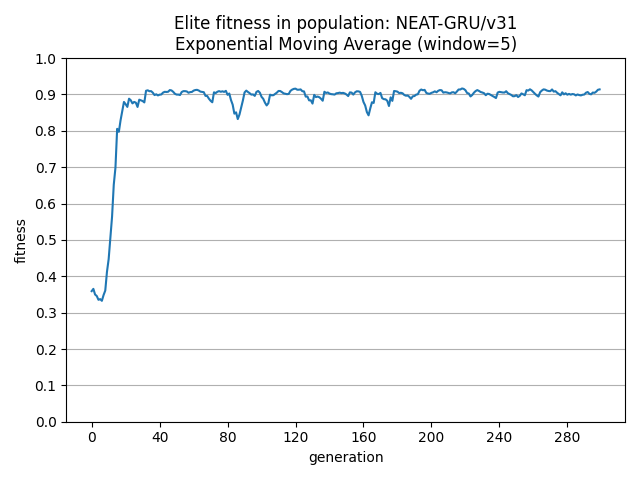 Elite fitness in population: NEAT-GRU/v31
Exponential Moving Average (window=5)
1.0
0.9
0.8
0.7
0.6
0.5
0.4
0.3
0.2
0.1
0.0
fitness
0 40 80 120 160 200 240 280
generation